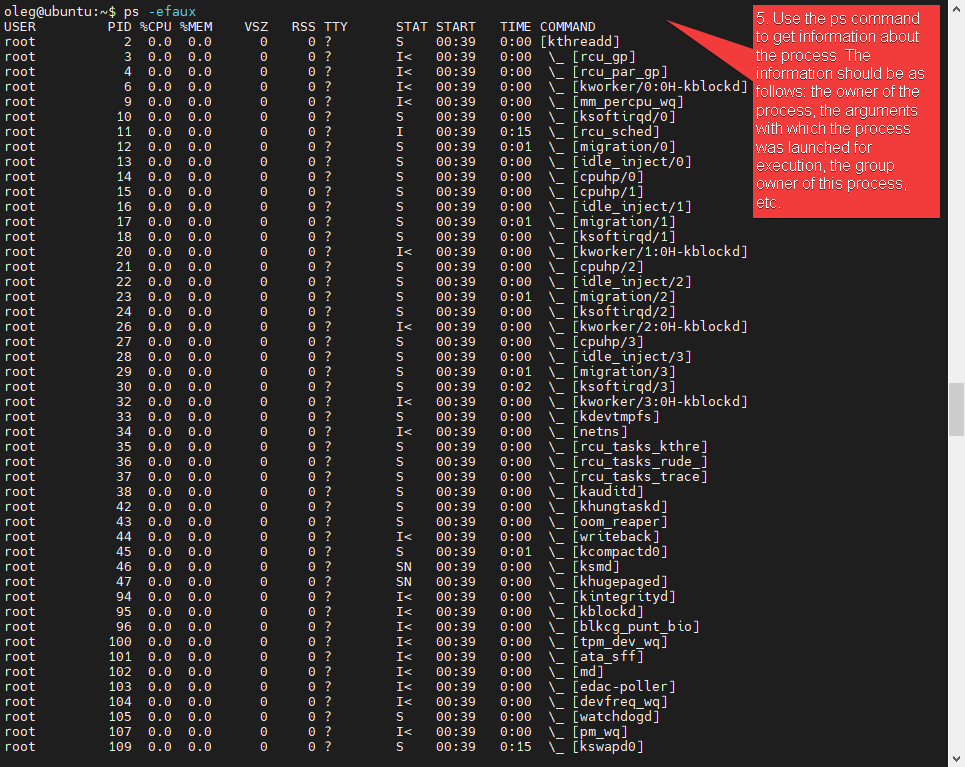 oleg@ubuntu:~$ ps -efaux
USER PID %CPU %MEM VSZ RSS TTY STAT START TIME COMMAND
root 2 0.0 0.0 0 0 ? S 00:39 0:00 [kthreadd]
root 3 0.0 0.0 0 0 ? I< 00:39 0:00 \_ [rcu_gp]
root 4 0.0 0.0 0 0 ? I< 00:39 0:00 \_ [rcu_par_gp]
root 6 0.0 0.0 0 0 ? I< 00:39 0:00 \_ [kworker/0:0H-kblockd]
root 9 0.0 0.0 0 0 ? I< 00:39 0:00 \_ [mm_percpu_wq]
root 10 0.0 0.0 0 0 ? S 00:39 0:00 \_ [ksoftirqd/0]
root 11 0.0 0.0 0 0 ? I 00:39 0:15 \_ [rcu_sched]
root 12 0.0 0.0 0 0 ? S 00:39 0:01 \_ [migration/0]
root 13 0.0 0.0 0 0 ? S 00:39 0:00 \_ [idle_inject/0]
root 14 0.0 0.0 0 0 ? S 00:39 0:00 \_ [cpuhp/0]
root 15 0.0 0.0 0 0 ? S 00:39 0:00 \_ [cpuhp/1]
root 16 0.0 0.0 0 0 ? S 00:39 0:00 \_ [idle_inject/1]
root 17 0.0 0.0 0 0 ? S 00:39 0:01 \_ [migration/1]
root 18 0.0 0.0 0 0 ? S 00:39 0:00 \_ [ksoftirqd/1]
root 20 0.0 0.0 0 0 ? I< 00:39 0:00 \_ [kworker/1:0H-kblockd]
root 21 0.0 0.0 0 0 ? S 00:39 0:00 \_ [cpuhp/2]
root 22 0.0 0.0 0 0 ? S 00:39 0:00 \_ [idle_inject/2]
root 23 0.0 0.0 0 0 ? S 00:39 0:01 \_ [migration/2]
root 24 0.0 0.0 0 0 ? S 00:39 0:00 \_ [ksoftirqd/2]
root 26 0.0 0.0 0 0 ? I< 00:39 0:00 \_ [kworker/2:0H-kblockd]
root 27 0.0 0.0 0 0 ? S 00:39 0:00 \_ [cpuhp/3]
root 28 0.0 0.0 0 0 ? S 00:39 0:00 \_ [idle_inject/3]
root 29 0.0 0.0 0 0 ? S 00:39 0:01 \_ [migration/3]
root 30 0.0 0.0 0 0 ? S 00:39 0:02 \_ [ksoftirqd/3]
root 32 0.0 0.0 0 0 ? I< 00:39 0:00 \_ [kworker/3:0H-kblockd]
root 33 0.0 0.0 0 0 ? S 00:39 0:00 \_ [kdevtmpfs]
root 34 0.0 0.0 0 0 ? I< 00:39 0:00 \_ [netns]
root 35 0.0 0.0 0 0 ? S 00:39 0:00 \_ [rcu_tasks_kthre]
root 36 0.0 0.0 0 0 ? S 00:39 0:00 \_ [rcu_tasks_rude_]
root 37 0.0 0.0 0 0 ? S 00:39 0:00 \_ [rcu_tasks_trace]
root 38 0.0 0.0 0 0 ? S 00:39 0:00 \_ [kauditd]
root 42 0.0 0.0 0 0 ? S 00:39 0:00 \_ [khungtaskd]
root 43 0.0 0.0 0 0 ? S 00:39 0:00 \_ [oom_reaper]
root 44 0.0 0.0 0 0 ? I< 00:39 0:00 \_ [writeback]
root 45 0.0 0.0 0 0 ? S 00:39 0:01 \_ [kcompactd0]
root 46 0.0 0.0 0 0 ? SN 00:39 0:00 \_ [ksmd]
root 47 0.0 0.0 0 0 ? SN 00:39 0:00 \_ [khugepaged]
root 94 0.0 0.0 0 0 ? I< 00:39 0:00 \_ [kintegrityd]
root 95 0.0 0.0 0 0 ? I< 00:39 0:00 \_ [kblockd]
root 96 0.0 0.0 0 0 ? I< 00:39 0:00 \_ [blkcg_punt_bio]
root 100 0.0 0.0 0 0 ? I< 00:39 0:00 \_ [tpm_dev_wq]
root 101 0.0 0.0 0 0 ? I< 00:39 0:00 \_ [ata_sff]
root 102 0.0 0.0 0 0 ? I< 00:39 0:00 \_ [md]
root 103 0.0 0.0 0 0 ? I< 00:39 0:00 \_ [edac-poller]
root 104 0.0 0.0 0 0 ? I< 00:39 0:00 \_ [devfreq_wq]
root 105 0.0 0.0 0 0 ? S 00:39 0:00 \_ [watchdogd]
root 107 0.0 0.0 0 0 ? I< 00:39 0:00 \_ [pm_wq]
root 109 0.0 0.0 0 0 ? S 00:39 0:15 \_ [kswapd0]
5. Use the ps command
to get information about
the process. The
information should be as
follows: the owner of the
process, the arguments
with which the process
was launched for
execution, the group
owner of this process,
etc.